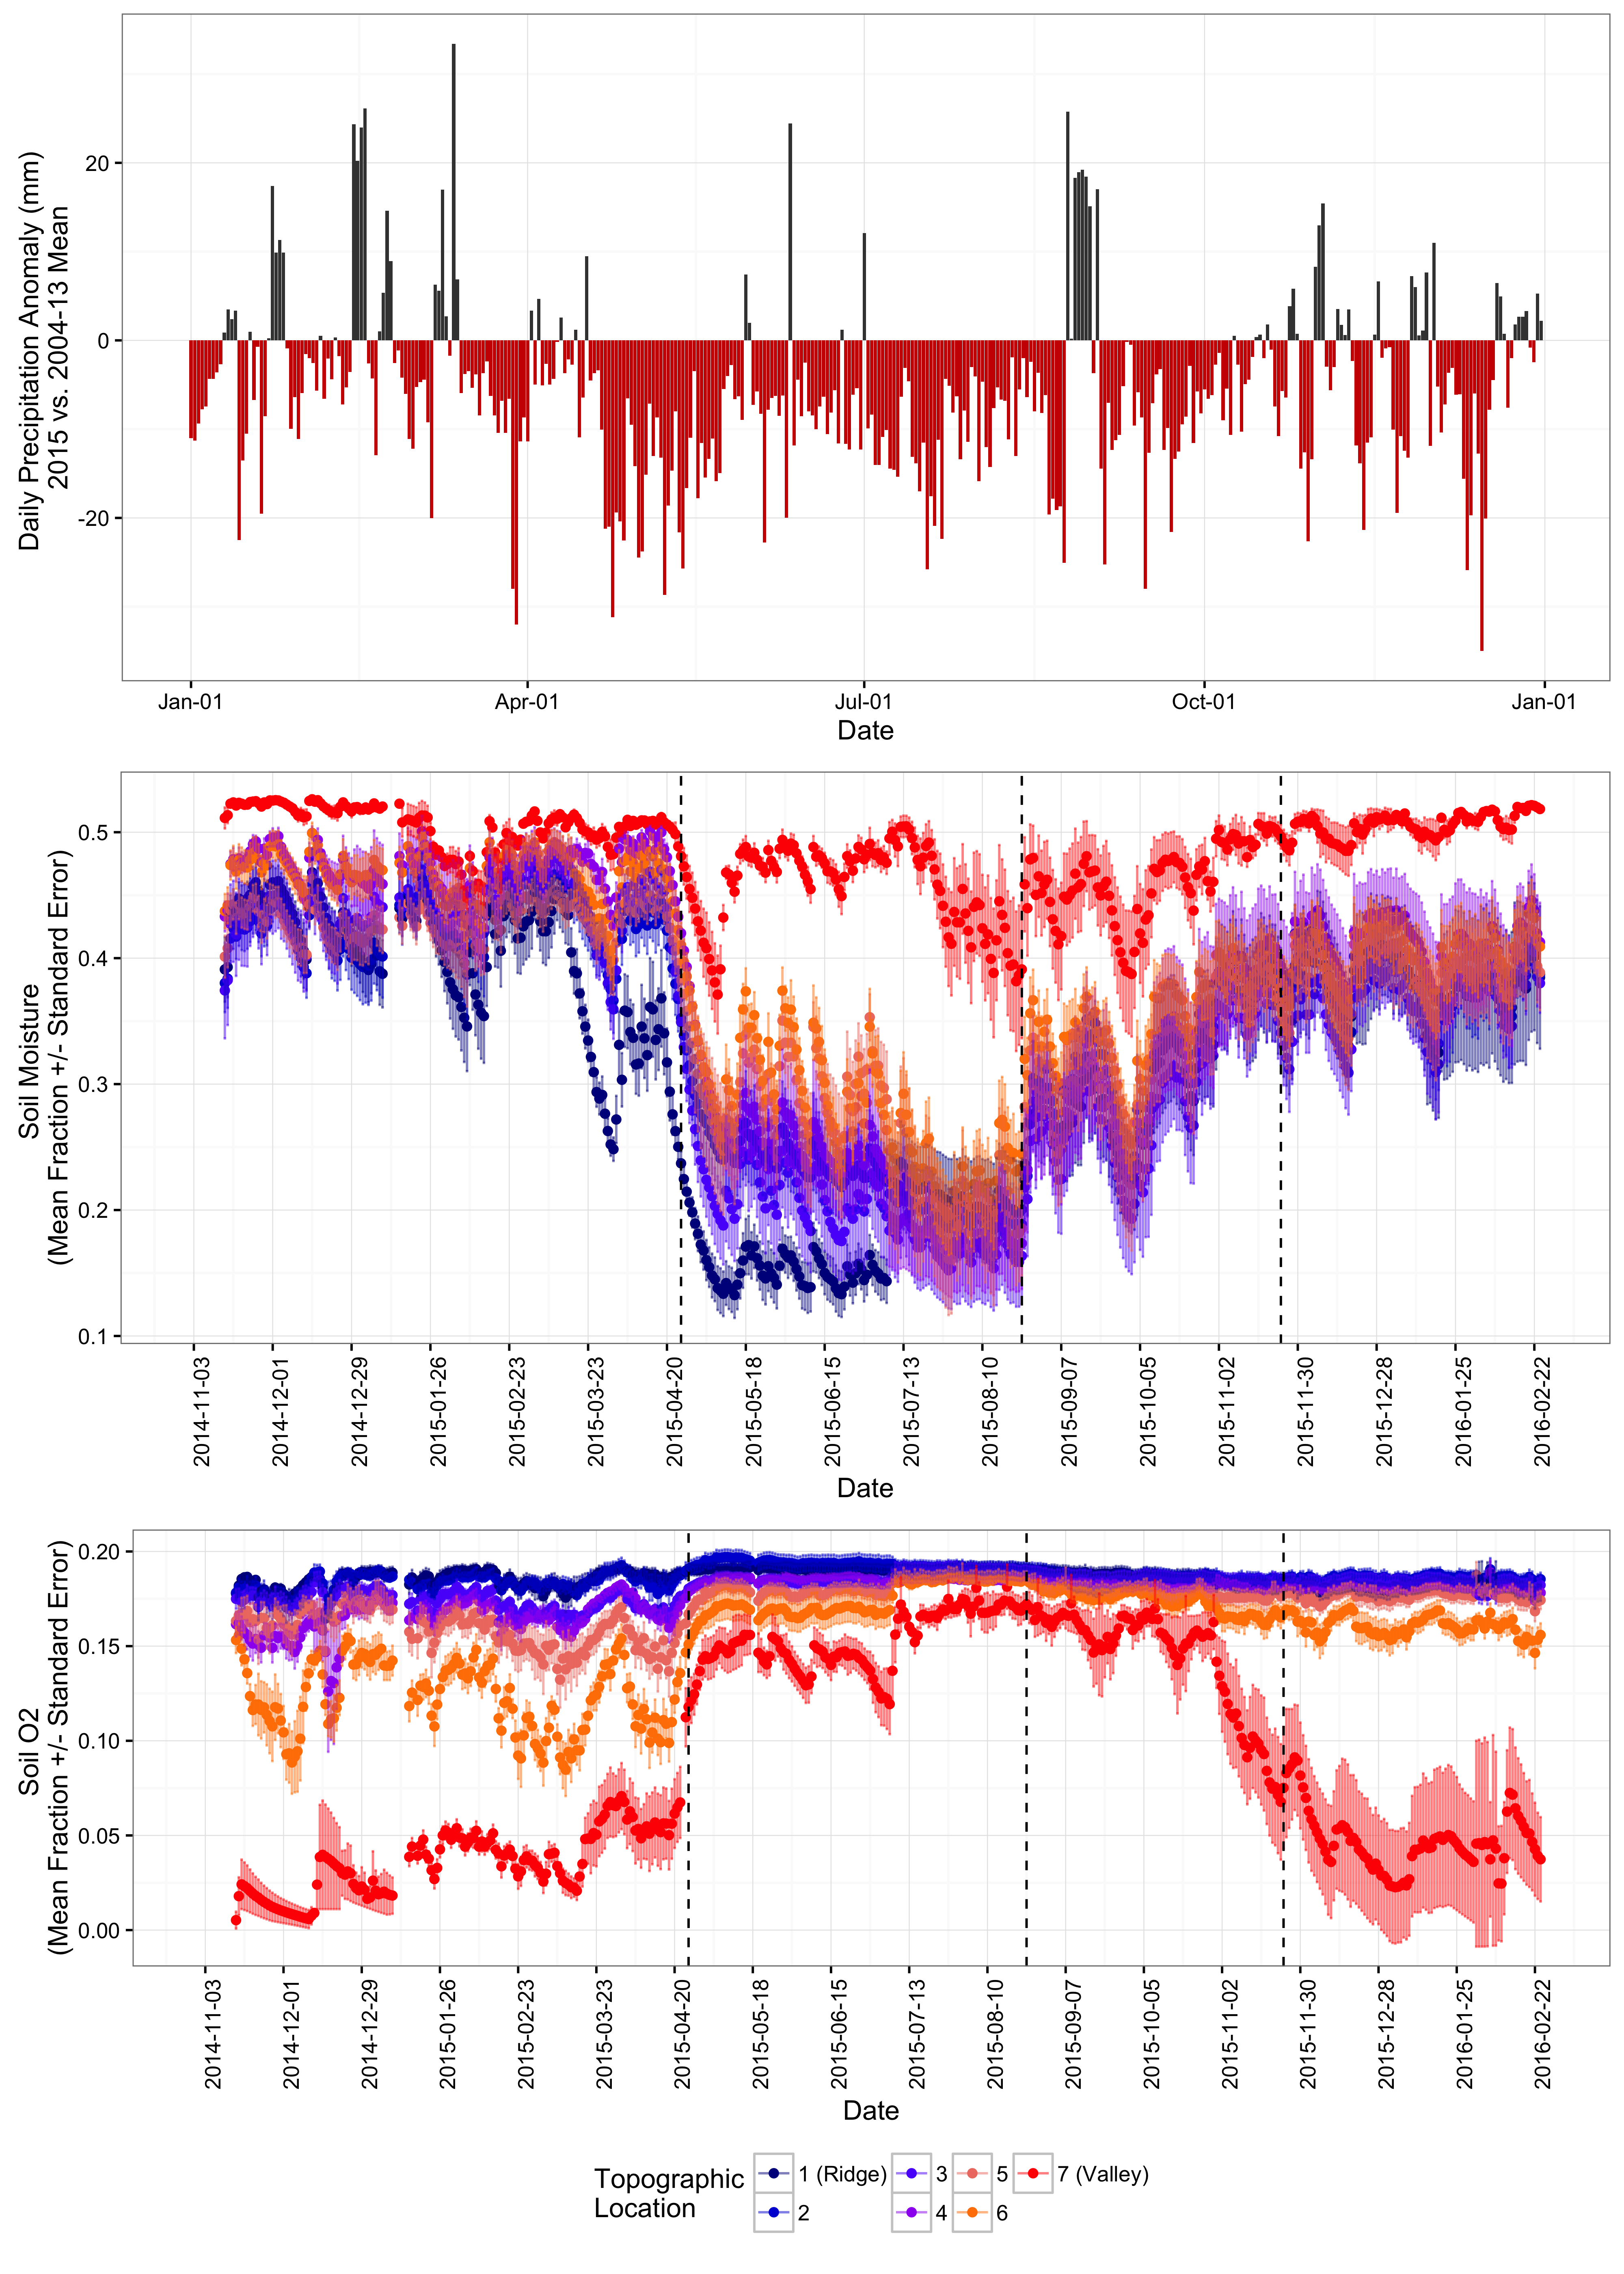 Daily Precipitation Anomaly (mm)
2015 vs. 2004-13 Mean
20
0
-20
Jan-01 Apr-01 Jul-01 Oct-01 Jan-01
Date
Soil Moisture
(Mean Fraction +/- Standard Error)
0.5
0.4
0.3
0.2
0.1
2014-11-03 2014-12-01 2014-12-29 2015-01-26 2015-02-23 2015-03-23 2015-04-20 2015-05-18 2015-06-15 2015-07-13 2015-08-10 2015-09-07 2015-10-05 2015-11-02 2015-11-30 2015-12-28 2016-01-25 2016-02-22
Date
Soil O2
(Mean Fraction +/- Standard Error)
0.20
0.15
0.10
0.05
0.00
2014-11-03 2014-12-01 2014-12-29 2015-01-26 2015-02-23 2015-03-23 2015-04-20 2015-05-18 2015-06-15 2015-07-13 2015-08-10 2015-09-07 2015-10-05 2015-11-02 2015-11-30 2015-12-28 2016-01-25 2016-02-22
Date
Topographic
Location
1 (Ridge) 3 5 7 (Valley)
2 4 6